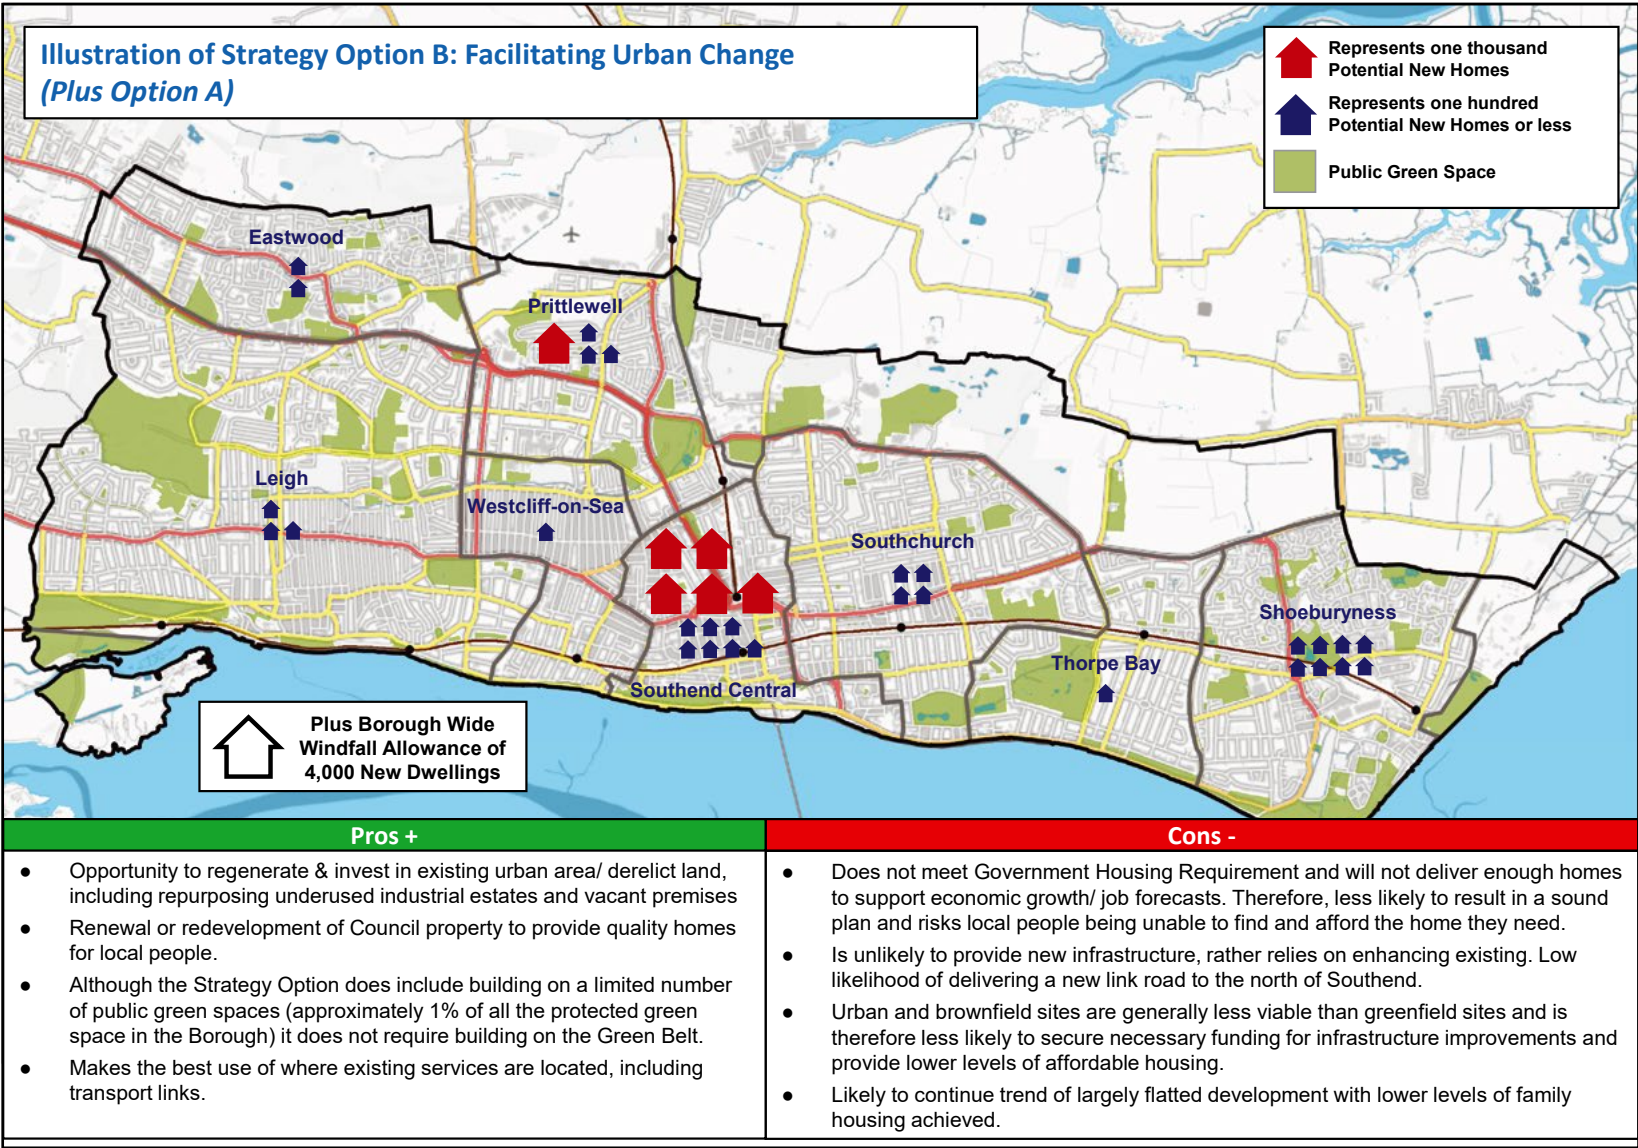 Illustration of Strategy Option B: Facilitating Urban Change
(Plus Option A)
Represents one thousand
Potential New Homes
Represents one hundred
Potential New Homes or less
Public Green Space
Eastwood
Prittlewell
Leigh
Westcliff-on-Sea
Southchurch
Shoeburyness
Thorpe Bay
Southend Central
Plus Borough Wide
Windfall Allowance of
4,000 New Dwellings
Pros +
● Opportunity to regenerate & invest in existing urban area/ derelict land,
including repurposing underused industrial estates and vacant premises
● Renewal or redevelopment of Council property to provide quality homes
for local people.
● Although the Strategy Option does include building on a limited number
of public green spaces (approximately 1% of all the protected green
space in the Borough) it does not require building on the Green Belt.
● Makes the best use of where existing services are located, including
transport links.
Cons -
● Does not meet Government Housing Requirement and will not deliver enough homes
to support economic growth/ job forecasts. Therefore, less likely to result in a sound
plan and risks local people being unable to find and afford the home they need.
● Is unlikely to provide new infrastructure, rather relies on enhancing existing. Low
likelihood of delivering a new link road to the north of Southend.
● Urban and brownfield sites are generally less viable than greenfield sites and is
therefore less likely to secure necessary funding for infrastructure improvements and
provide lower levels of affordable housing.
● Likely to continue trend of largely flatted development with lower levels of family
housing achieved.